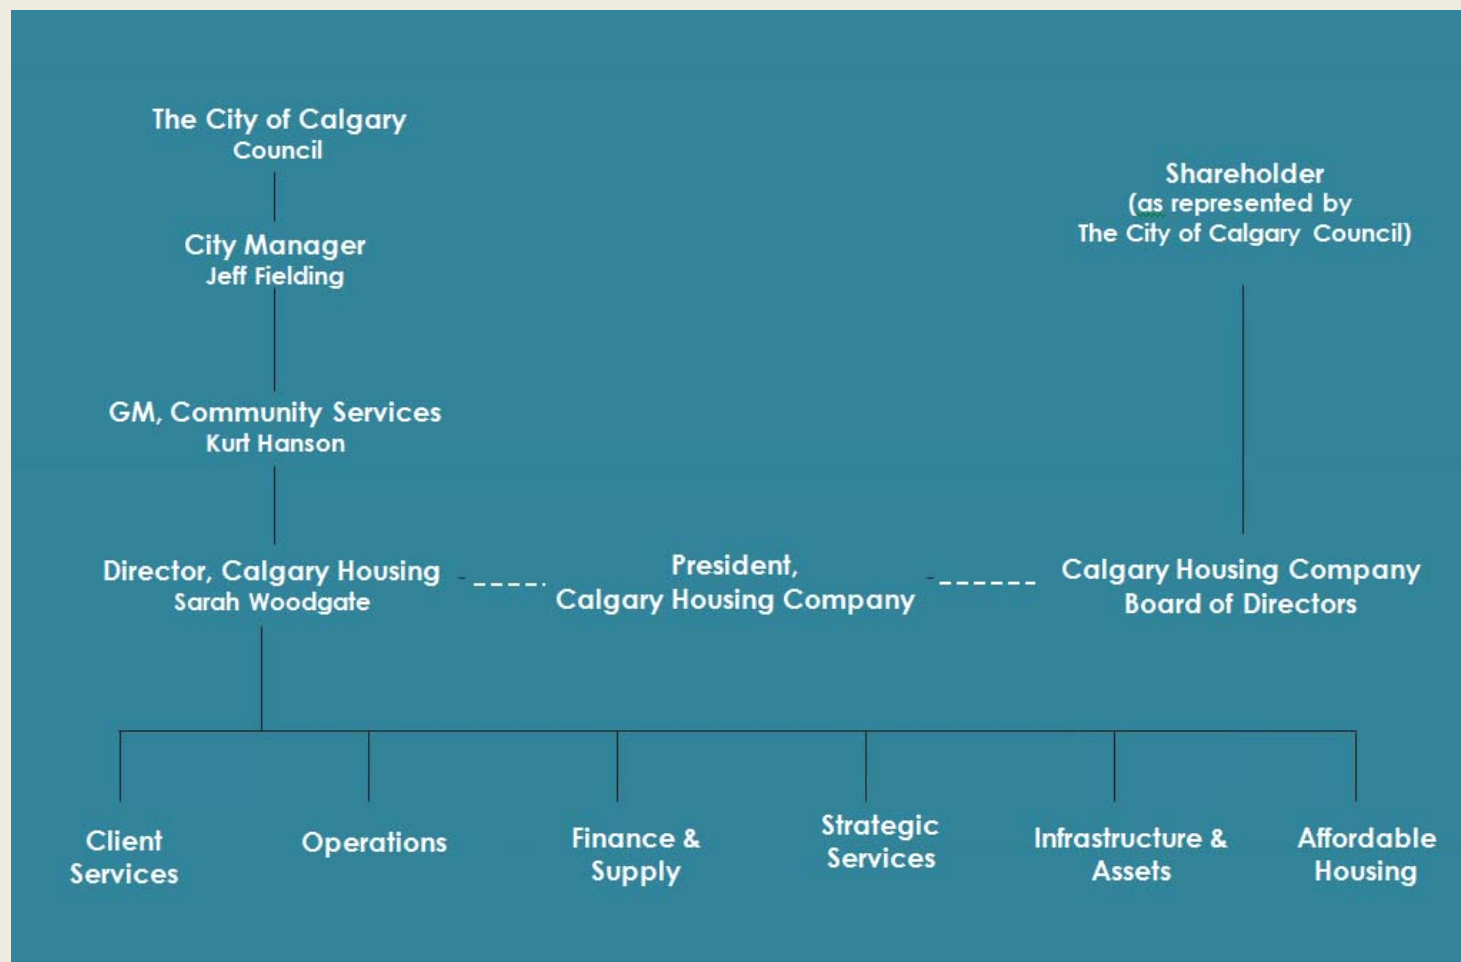 The City of Calgary
Council
City Manager
Jeff Fielding
GM, Community Services
Kurt Hanson
Shareholder
(as represented by
The City of Calgary Council)
Director, Calgary Housing
Sarah Woodgate
President,
Calgary Housing Company
Calgary Housing Company
Board of Directors
Client
Services
Operations
Finance &
Supply
Strategic
Services
Infrastructure &
Assets
Affordable
Housing